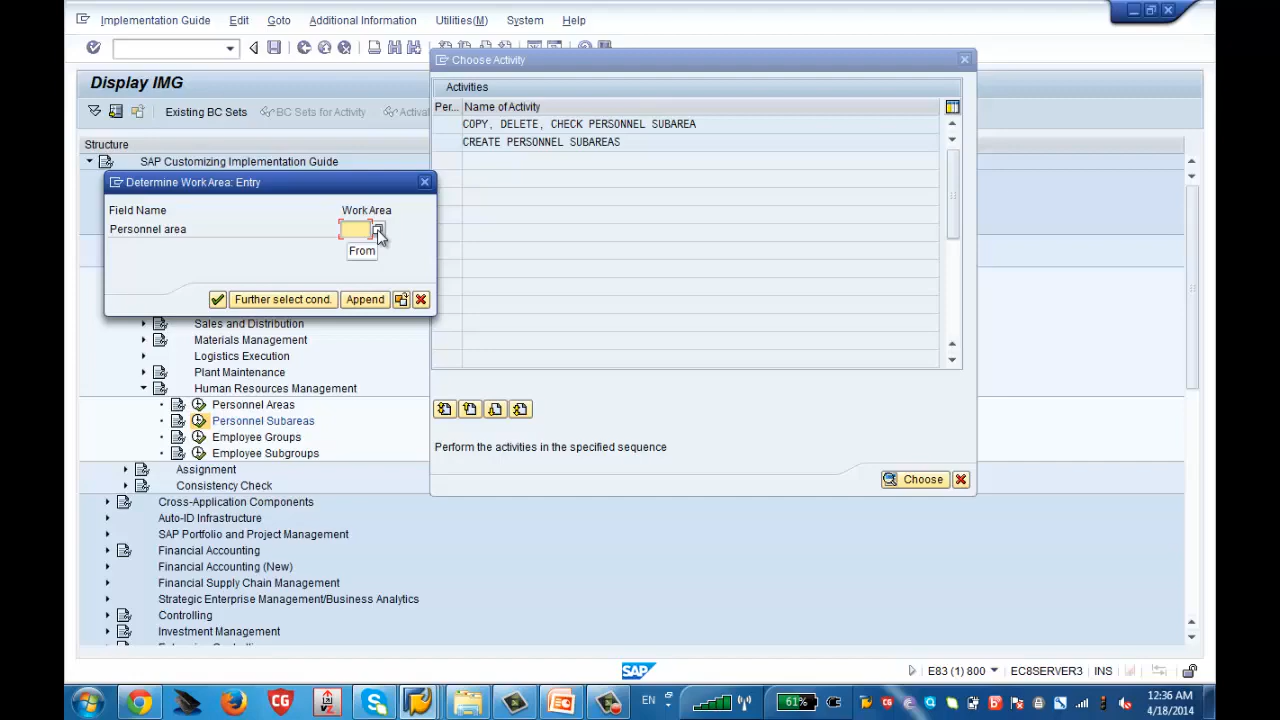 Implementation Guide Edit Goto Additional Information Utilities(M) System Help
Display IMG
Existing BC Sets BC Sets for Activity
Structure
SAP Customizing Implementation Guide
Determine Work Area: Entry
Field Name Work Area
Personnel area
From
Further select cond. Append
Sales and Distribution
Materials Management
Logistics Execution
Plant Maintenance
Human Resources Management
Personnel Areas
Personnel Subareas
Employee Groups
Employee Subgroups
Assignment
Consistency Check
Cross-Application Components
Auto-ID Infrastructure
SAP Portfolio and Project Management
Financial Accounting
Financial Accounting (New)
Financial Supply Chain Management
Strategic Enterprise Management/Business Analytics
Controlling
Investment Management
Choose Activity
Activities
Per... Name of Activity
COPY, DELETE, CHECK PERSONNEL SUBAREA
CREATE PERSONNEL SUBAREAS
Perform the activities in the specified sequence
Choose
SAP
E83 (1) 800 EC8SERVER3 INS
CG
EN
61%
12:36 AM
4/18/2014